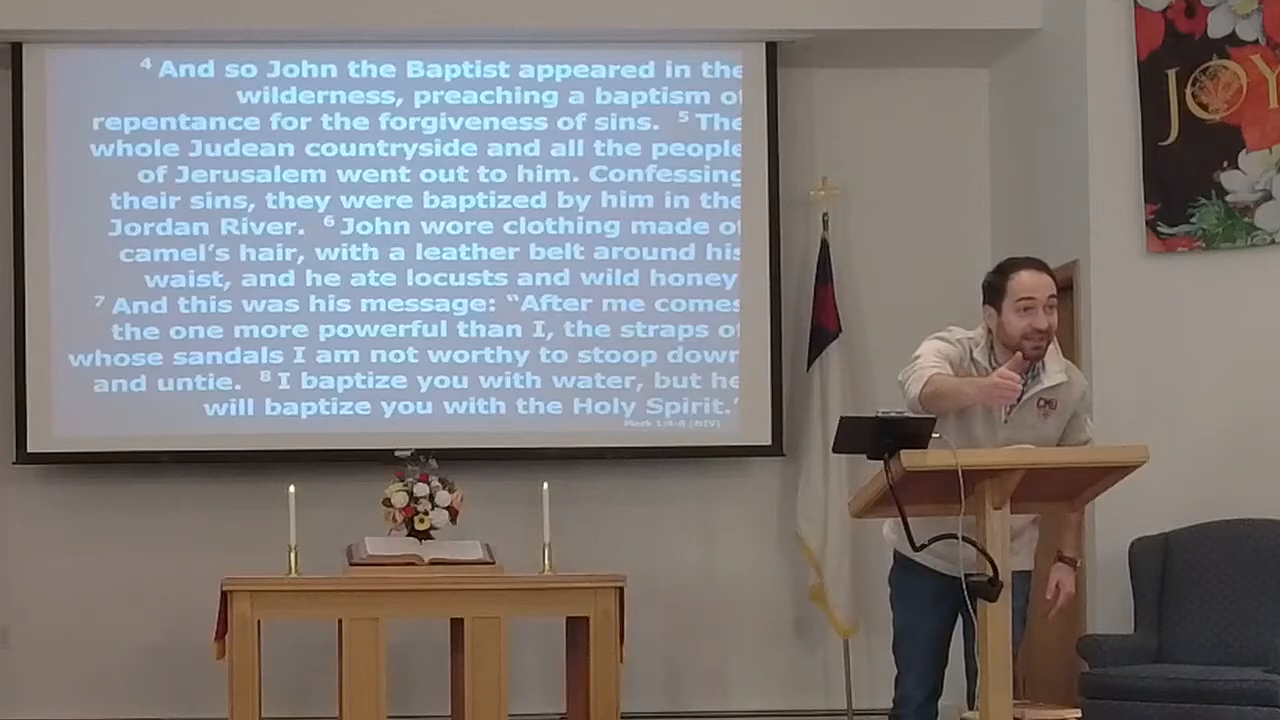 4 And so John the Baptist appeared in the
wilderness, preaching a baptism of
repentance for the forgiveness of sins. 5 The
whole Judean countryside and all the people
of Jerusalem went out to him. Confessing
their sins, they were baptized by him in the
Jordan River. 6 John wore clothing made of
camel's hair, with a leather belt around his
waist, and he ate locusts and wild honey
7 And this was his message: "After me comes
the one more powerful than I, the straps of
whose sandals I am not worthy to stoop down
and untie. 8 I baptize you with water, but he
will baptize you with the Holy Spirit."
Mark 1:4-8 (NIV)
JOY
CMU